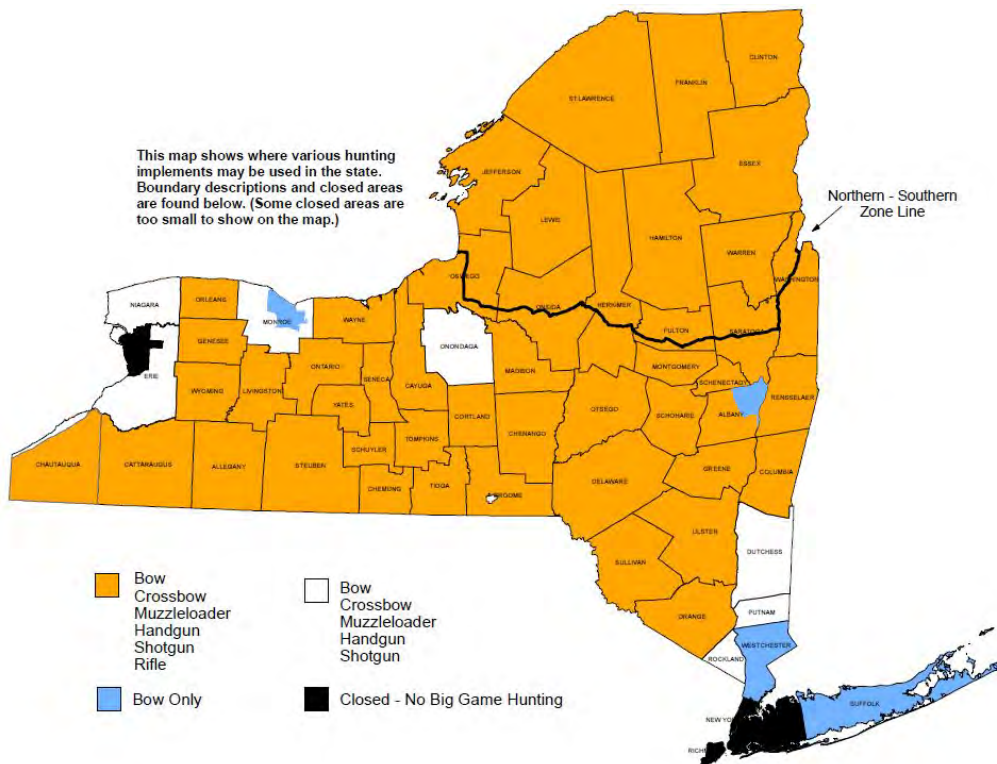 CLINTON
FRANKLIN
ST.LAWRENCE
This map shows where various hunting
implements may be used in the state.
Boundary descriptions and closed areas
are found below. (Some closed areas are
too small to show on the map.)
ESSEX
JEFFERSON
Northern - Southern
Zone Line
LEWIS
HAMILTON
WARREN
OSWEGO
WASHINGTON
NIAGARA
ORLEANS
ONEIDA
HERKIMER
MONROE
WAYNE
FULTON
SARATOGA
GENESEE
ONONDAGA
ERIE
ONTARIO
MADISON
MONTGOMERY
SENECA
CAYUGA
SCHENECTADY
WYOMING
LIVINGSTON
YATES
OTSEGO
RENSSELAER
CORTLAND
SCHOHARIE
ALBANY
CHENANGO
TOMPKINS
SCHUYLER
CHAUTAUQUA
CATTARAUGUS
ALLEGANY
STEUBEN
GREENE
COLUMBIA
DELAWARE
CHEMUNG
TIOGA
BROOME
ULSTER
DUTCHESS
SULLIVAN
Bow
Crossbow
Muzzleloader
Handgun
Shotgun
Rifle
Bow
Crossbow
Muzzleloader
Handgun
Shotgun
PUTNAM
ORANGE
WESTCHESTER
ROCKLAND
Bow Only
Closed - No Big Game Hunting
SUFFOLK
NEW YO
RICH